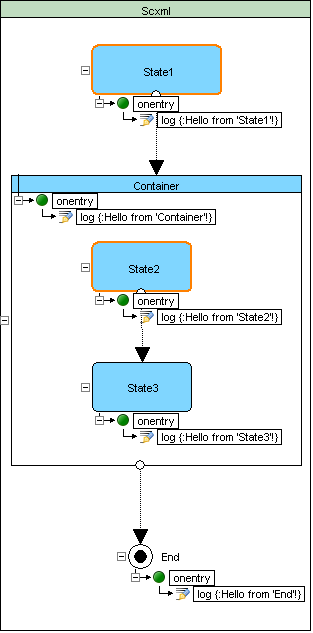 Scxml
State1
onentry
log {:Hello from 'State1'!}
Container
onentry
log {:Hello from 'Container'!}
State2
onentry
log {:Hello from 'State2'!}
State3
onentry
log {:Hello from 'State3'!}
End
onentry
log {:Hello from 'End'!}